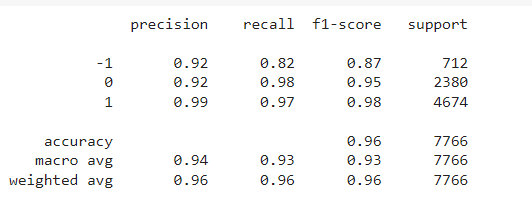 precision recall f1-score support
-1 0.92 0.82 0.87 712
0 0.92 0.98 0.95 2380
1 0.99 0.97 0.98 4674
accuracy 0.96 7766
macro avg 0.94 0.93 0.93 7766
weighted avg 0.96 0.96 0.96 7766